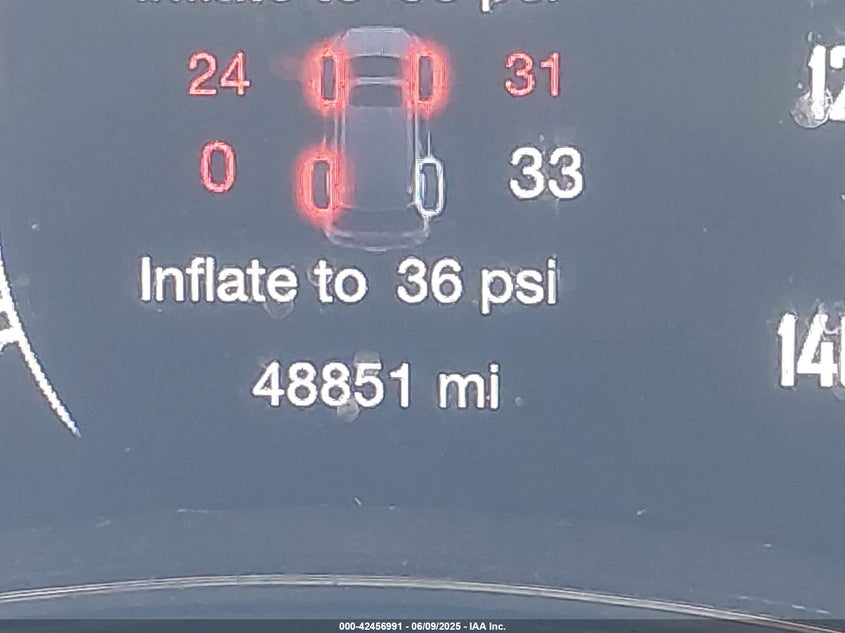 24 31
0 33
Inflate to 36 psi
48851 mi
000-42456991 - 06/09/2025 - IAA Inc.